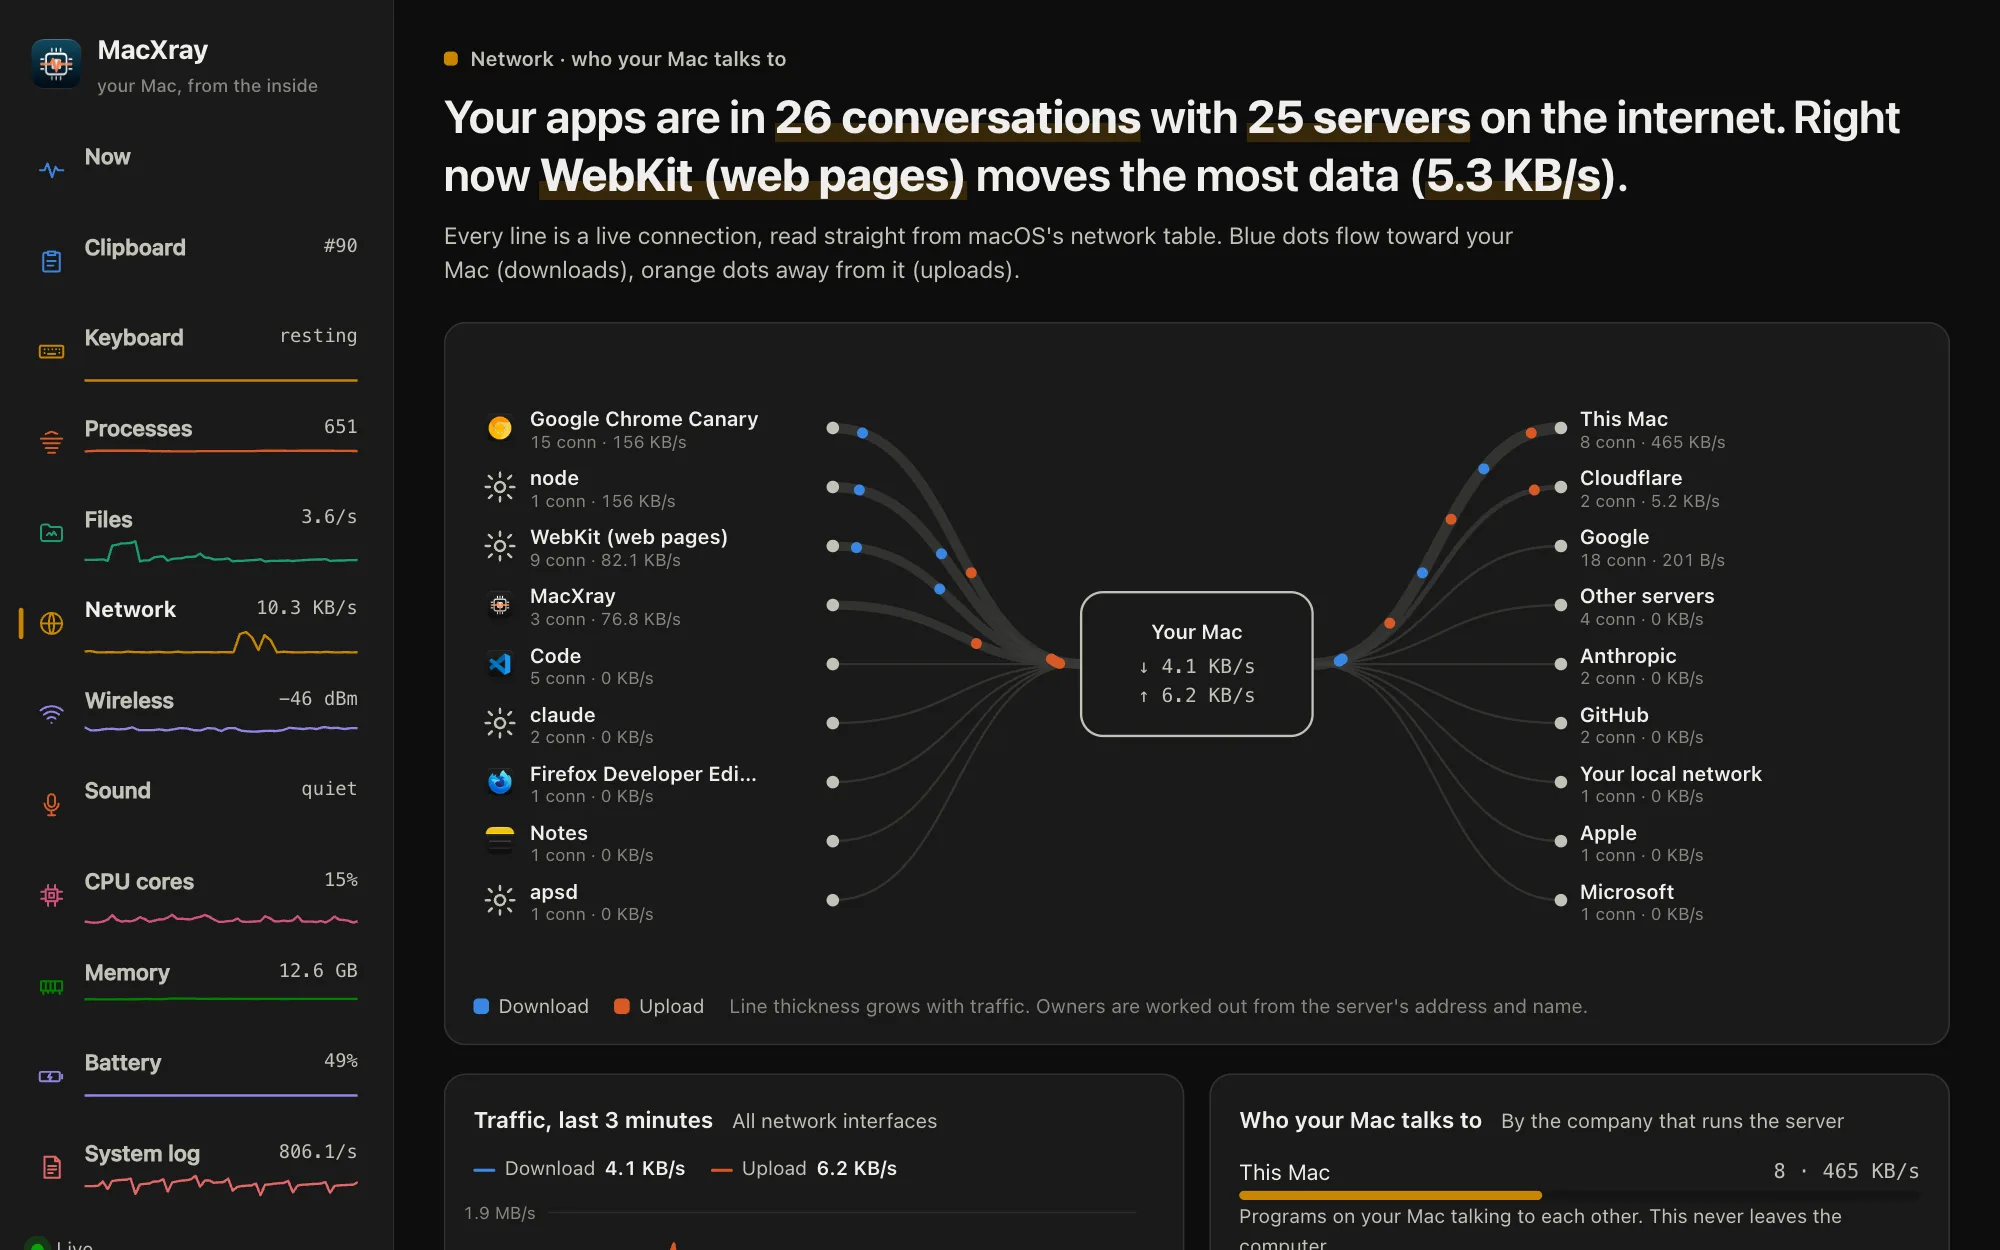 MacXray
your Mac, from the inside
Now
Clipboard #90
Keyboard resting
Processes 651
Files 3.6/s
Network 10.3 KB/s
Wireless −46 dBm
Sound quiet
CPU cores 15%
Memory 12.6 GB
Battery 49%
System log 806.1/s
Live
Network · who your Mac talks to
Your apps are in 26 conversations with 25 servers on the internet. Right
now WebKit (web pages) moves the most data (5.3 KB/s).
Every line is a live connection, read straight from macOS's network table. Blue dots flow toward your
Mac (downloads), orange dots away from it (uploads).
Google Chrome Canary
15 conn · 156 KB/s
node
1 conn · 156 KB/s
WebKit (web pages)
9 conn · 82.1 KB/s
MacXray
3 conn · 76.8 KB/s
Code
5 conn · 0 KB/s
claude
2 conn · 0 KB/s
Firefox Developer Edi...
1 conn · 0 KB/s
Notes
1 conn · 0 KB/s
apsd
1 conn · 0 KB/s
Your Mac
↓ 4.1 KB/s
↑ 6.2 KB/s
This Mac
8 conn · 465 KB/s
Cloudflare
2 conn · 5.2 KB/s
Google
18 conn · 201 B/s
Other servers
4 conn · 0 KB/s
Anthropic
2 conn · 0 KB/s
GitHub
2 conn · 0 KB/s
Your local network
1 conn · 0 KB/s
Apple
1 conn · 0 KB/s
Microsoft
1 conn · 0 KB/s
Download Upload Line thickness grows with traffic. Owners are worked out from the server's address and name.
Traffic, last 3 minutes All network interfaces
Download 4.1 KB/s Upload 6.2 KB/s
1.9 MB/s
Who your Mac talks to By the company that runs the server
This Mac 8 · 465 KB/s
Programs on your Mac talking to each other. This never leaves the
computer.